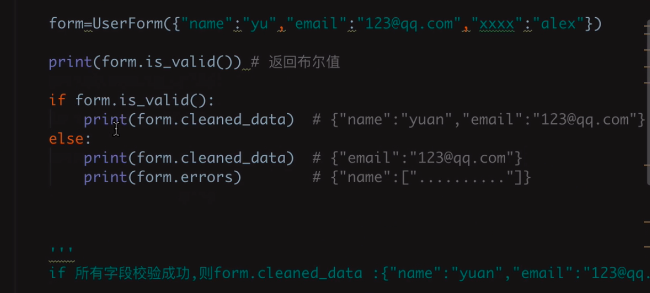 form=UserForm({"name":"yu","email":"123@qq.com","xxxx":"alex"})
print(form.is_valid()) # 返回布尔值
if form.is_valid():
print(form.cleaned_data) # {"name":"yuan","email":"123@qq.com"}
else:
print(form.cleaned_data) # {"email":"123@qq.com"}
print(form.errors) # {"name":[".........."]}
'''
if 所有字段校验成功,则form.cleaned_data :{"name":"yuan","email":"123@qq.